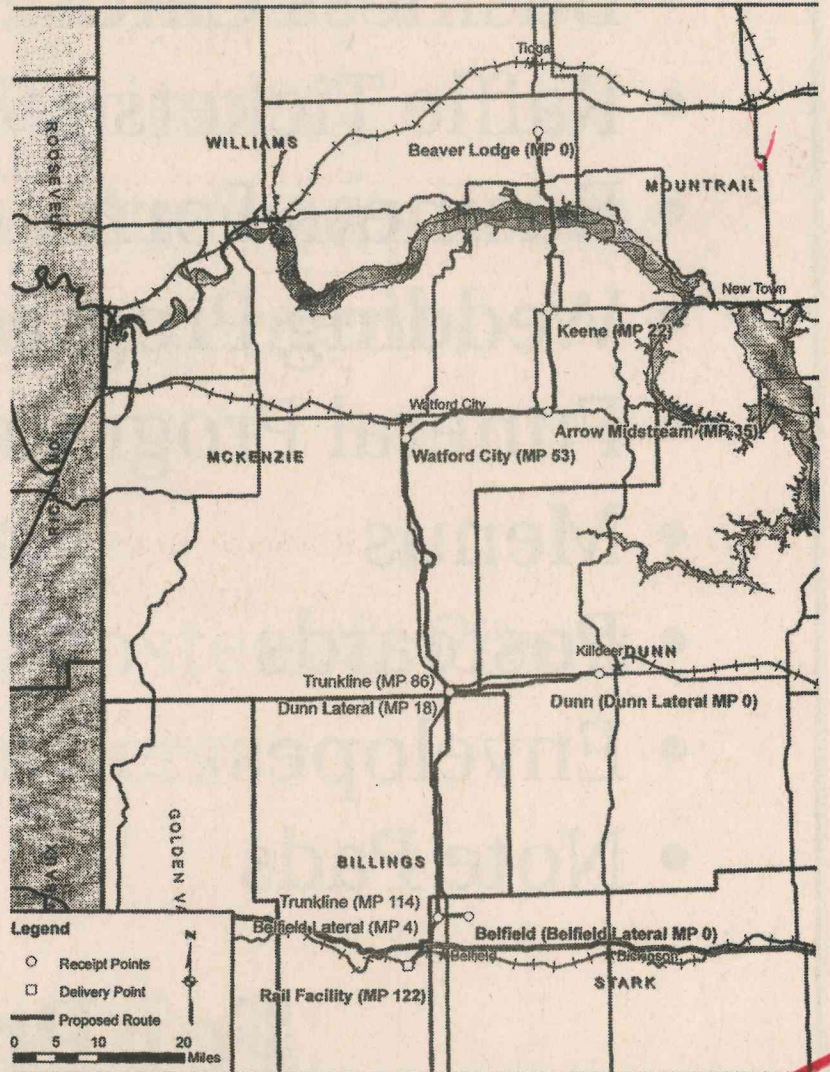 Tioga
WILLIAMS
Beaver Lodge (MP 0)
ROOSEVELT
MOUNTRAIL
New Town
Keene (MP 22)
Watford City
Arrow Midstream (MP 35)
Watford City (MP 53)
MCKENZIE
Killdeer
DUNN
Trunkline (MP 86)
Dunn Lateral (MP 18)
Dunn (Dunn Lateral MP 0)
GOLDEN VA
BILLINGS
Trunkline (MP 114)
Belfield Lateral (MP 4)
Belfield (Belfield Lateral MP 0)
Belfield
Dickinson
STARK
Rail Facility (MP 122)
Legend
N
Receipt Points
Delivery Point
Proposed Route
0 5 10 20
Miles